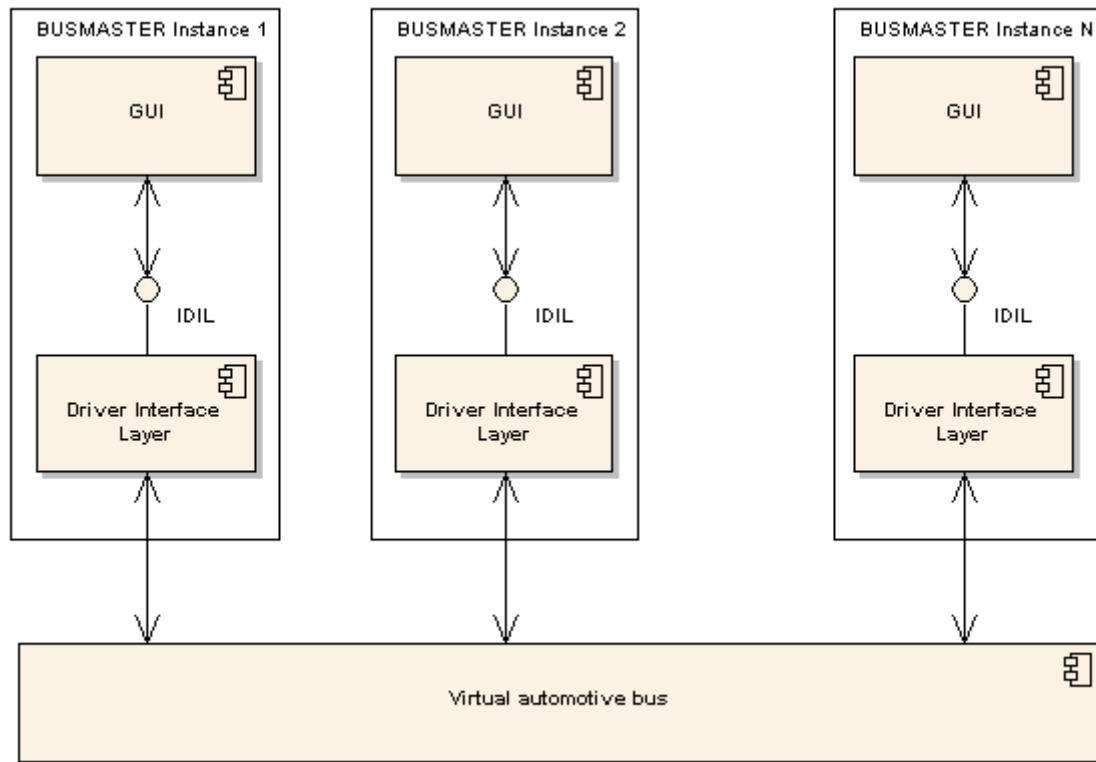 BUSMASTER Instance 1
BUSMASTER Instance 2
BUSMASTER Instance N
GUI
GUI
GUI
IDIL
IDIL
IDIL
Driver Interface
Layer
Driver Interface
Layer
Driver Interface
Layer
Virtual automotive bus